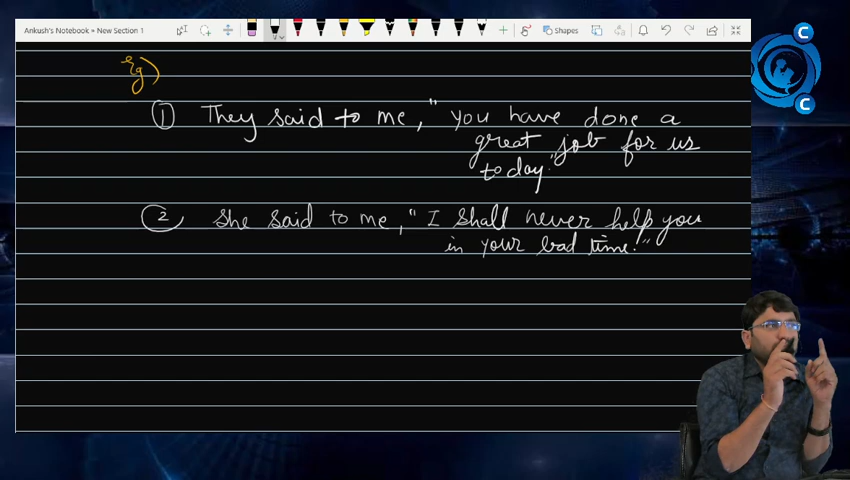 Ankush's Notebook > New Section 1
Shapes
C
C
Eg)
① They said to me, "You have done a
great job for us
today."
② She said to me, "I shall never help you
in your bad time."